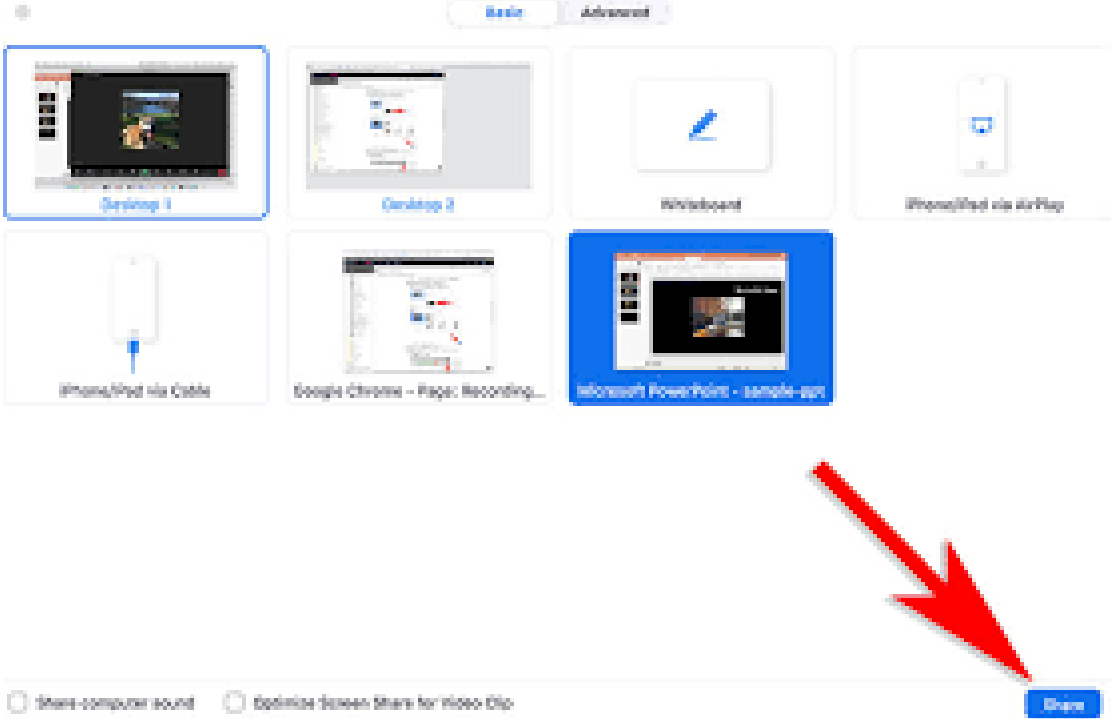 Basic Advanced
Desktop 1 Desktop 2 Whiteboard iPhone/iPad via AirPlay
iPhone/iPad via Cable Google Chrome - Page: Recording... Microsoft PowerPoint - sample-ppt
Share computer sound Optimize Screen Share for Video Clip Share